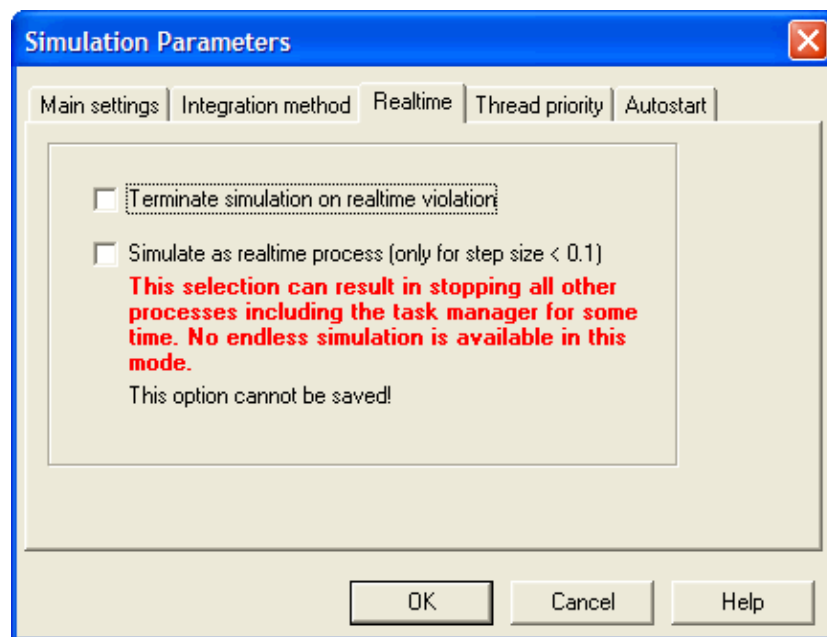 Simulation Parameters
Main settings
Integration method
Realtime
Thread priority
Autostart
Terminate simulation on realtime violation
Simulate as realtime process (only for step size < 0.1)
This selection can result in stopping all other
processes including the task manager for some
time. No endless simulation is available in this
mode.
This option cannot be saved!
OK
Cancel
Help